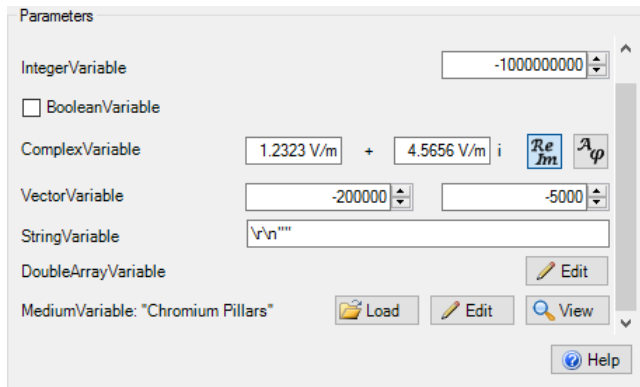 Parameters
IntegerVariable -1000000000
BooleanVariable
ComplexVariable 1.2323 V/m + 4.5656 V/m i Re Im A φ
VectorVariable -200000 -5000
StringVariable \r\n""
DoubleArrayVariable Edit
MediumVariable: "Chromium Pillars" Load Edit View
Help